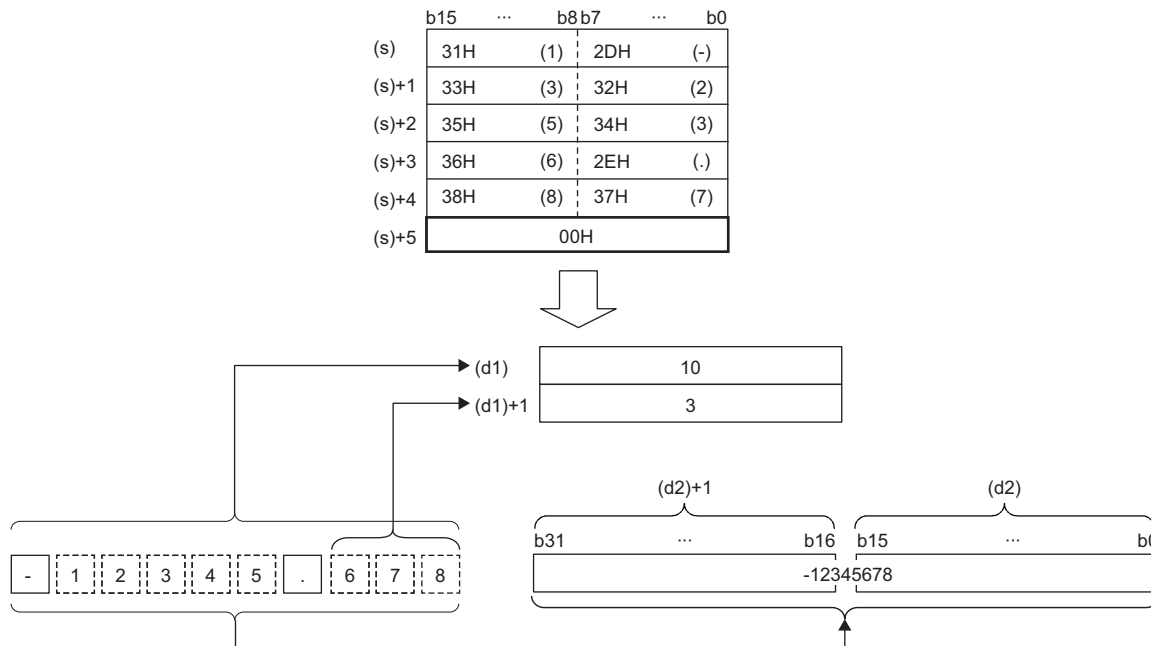 b15 ... b8 b7 ... b0
(s) 31H (1) 2DH (-)
(s)+1 33H (3) 32H (2)
(s)+2 35H (5) 34H (3)
(s)+3 36H (6) 2EH (.)
(s)+4 38H (8) 37H (7)
(s)+5 00H
(d1) 10
(d1)+1 3
(d2)+1 (d2)
b31 ... b16 b15 ... b0
- 1 2 3 4 5 . 6 7 8
-12345678